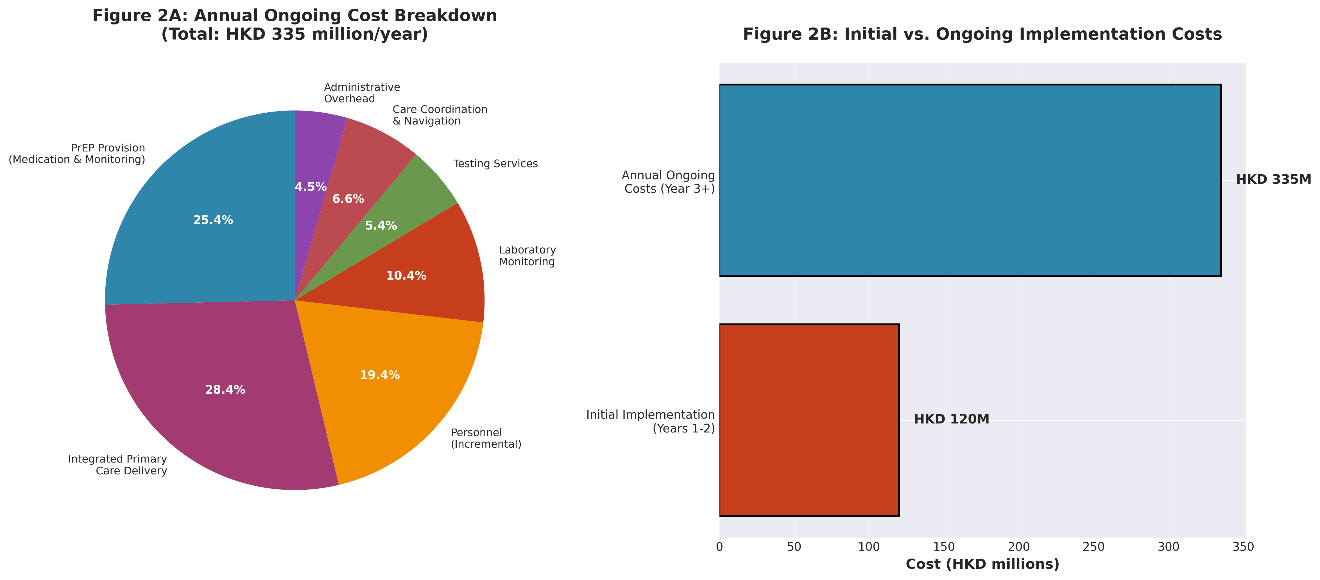 Figure 2A: Annual Ongoing Cost Breakdown
(Total: HKD 335 million/year)
Administrative
Overhead
Care Coordination
& Navigation
Testing Services
Laboratory
Monitoring
Personnel
(Incremental)
Integrated Primary
Care Delivery
PrEP Provision
(Medication & Monitoring)
4.5%
6.6%
5.4%
10.4%
19.4%
28.4%
25.4%
Figure 2B: Initial vs. Ongoing Implementation Costs
Annual Ongoing
Costs (Year 3+)
HKD 335M
Initial Implementation
(Years 1-2)
HKD 120M
0 50 100 150 200 250 300 350
Cost (HKD millions)